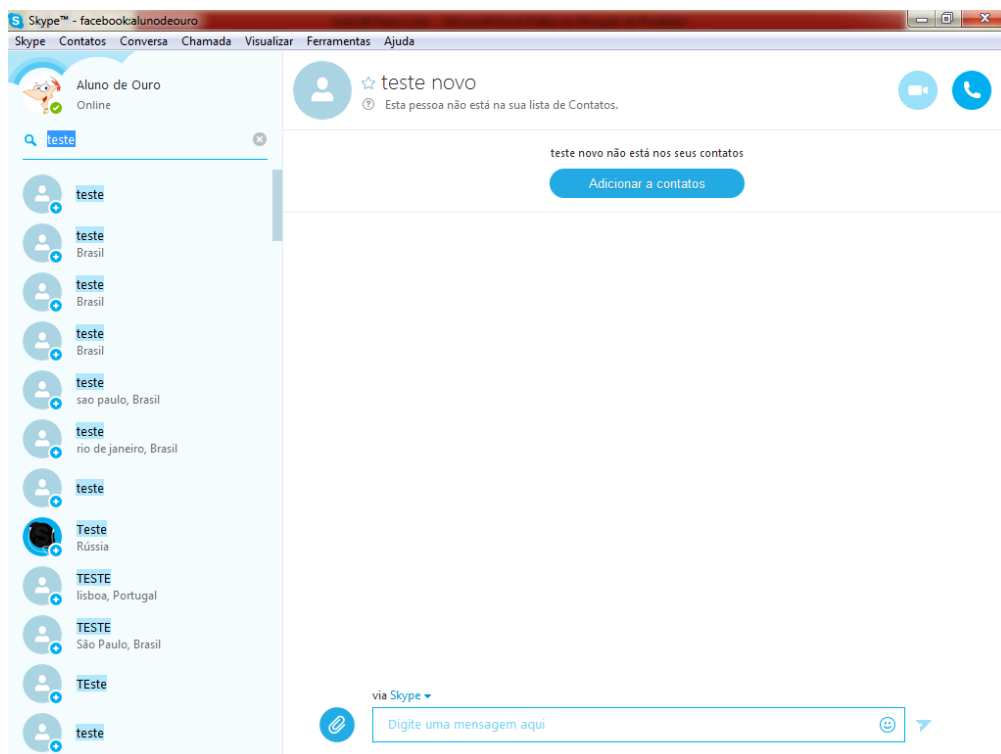 Skype™ - facebook:alunodeouro
Skype Contatos Conversa Chamada Visualizar Ferramentas Ajuda
Aluno de Ouro
Online
teste
teste
teste
Brasil
teste
Brasil
teste
Brasil
teste
sao paulo, Brasil
teste
rio de janeiro, Brasil
teste
Teste
Rússia
TESTE
lisboa, Portugal
TESTE
São Paulo, Brasil
TEste
teste
teste novo
Esta pessoa não está na sua lista de Contatos.
teste novo não está nos seus contatos
Adicionar a contatos
via Skype
Digite uma mensagem aqui